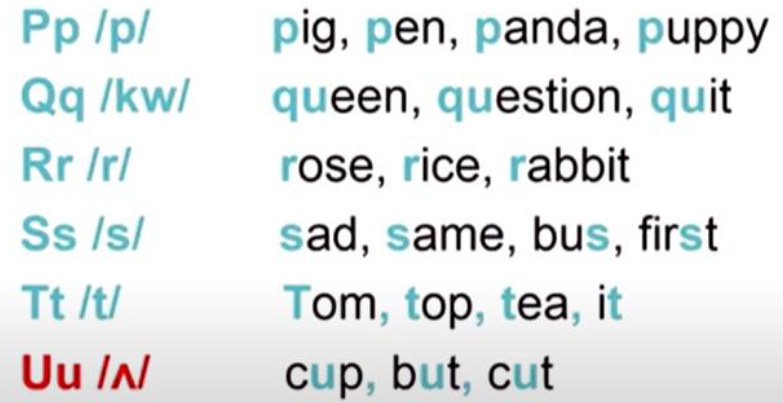 Pp /p/ pig, pen, panda, puppy
Qq /kw/ queen, question, quit
Rr /r/ rose, rice, rabbit
Ss /s/ sad, same, bus, first
Tt /t/ Tom, top, tea, it
Uu /ʌ/ cup, but, cut